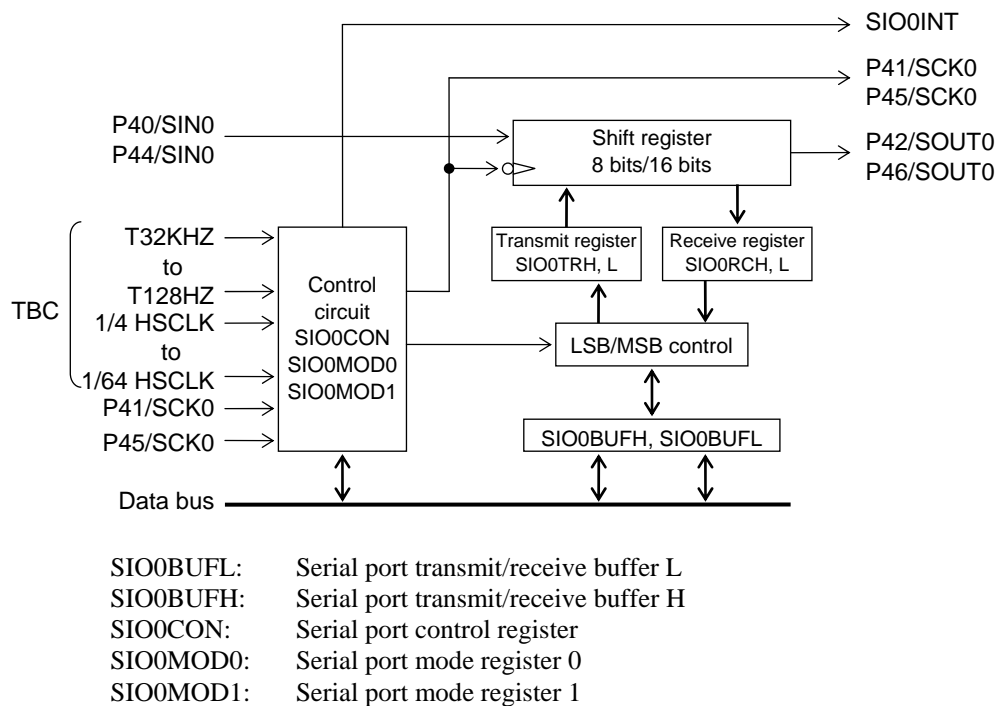 SIO0INT
P41/SCK0
P45/SCK0
P40/SIN0
P44/SIN0
Shift register
8 bits/16 bits
P42/SOUT0
P46/SOUT0
TBC
T32KHZ
to
T128HZ
1/4 HSCLK
to
1/64 HSCLK
P41/SCK0
P45/SCK0
Control
circuit
SIO0CON
SIO0MOD0
SIO0MOD1
Transmit register
SIO0TRH, L
Receive register
SIO0RCH, L
LSB/MSB control
SIO0BUFH, SIO0BUFL
Data bus
SIO0BUFL: Serial port transmit/receive buffer L
SIO0BUFH: Serial port transmit/receive buffer H
SIO0CON: Serial port control register
SIO0MOD0: Serial port mode register 0
SIO0MOD1: Serial port mode register 1